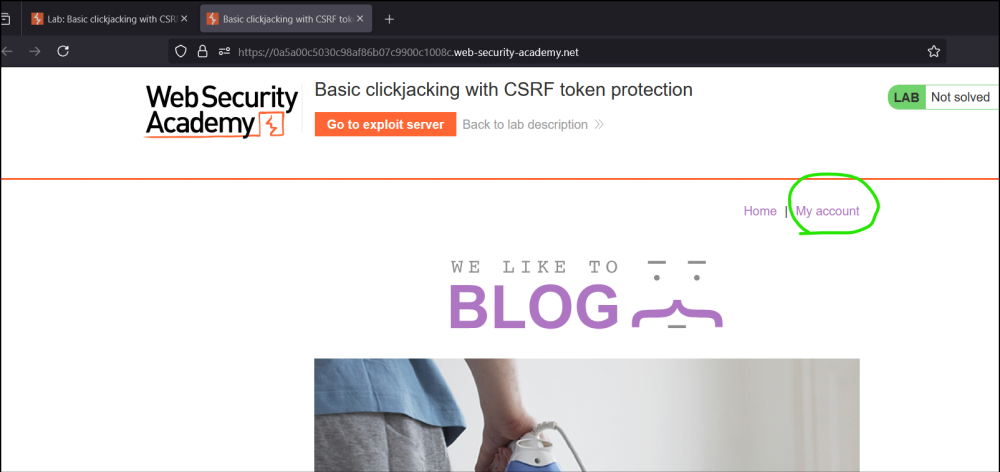 Lab: Basic clickjacking with CSRF
Basic clickjacking with CSRF tok
https://0a5a00c5030c98af86b07c9900c1008c.web-security-academy.net
Web Security
Academy
Basic clickjacking with CSRF token protection
Go to exploit server
Back to lab description
LAB
Not solved
Home | My account
WE LIKE TO
BLOG